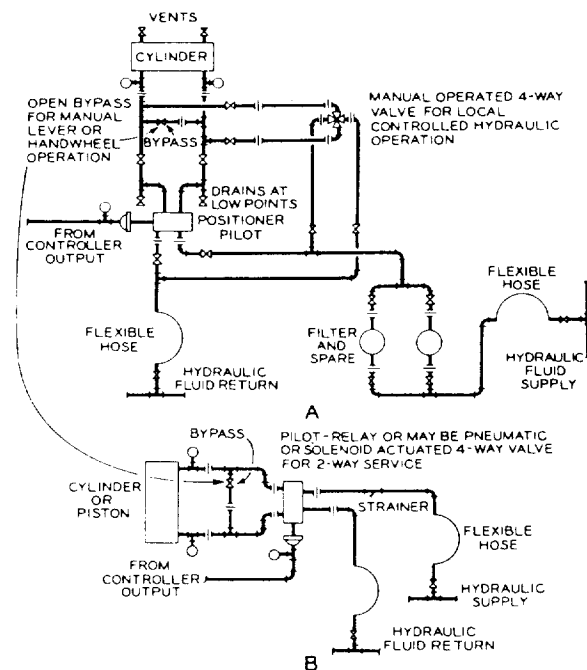 VENTS
CYLINDER
OPEN BYPASS
FOR MANUAL
LEVER OR
HANDWHEEL
OPERATION
BYPASS
MANUAL OPERATED 4-WAY
VALVE FOR LOCAL
CONTROLLED HYDRAULIC
OPERATION
DRAINS AT
LOW POINTS
POSITIONER
PILOT
FROM
CONTROLLER
OUTPUT
FLEXIBLE
HOSE
HYDRAULIC
FLUID RETURN
FILTER
AND
SPARE
FLEXIBLE
HOSE
HYDRAULIC
FLUID
SUPPLY
A
BYPASS
PILOT-RELAY OR MAY BE PNEUMATIC
OR SOLENOID ACTUATED 4-WAY VALVE
FOR 2-WAY SERVICE
CYLINDER
OR
PISTON
STRAINER
FLEXIBLE
HOSE
FROM
CONTROLLER
OUTPUT
HYDRAULIC
SUPPLY
HYDRAULIC
FLUID RETURN
B